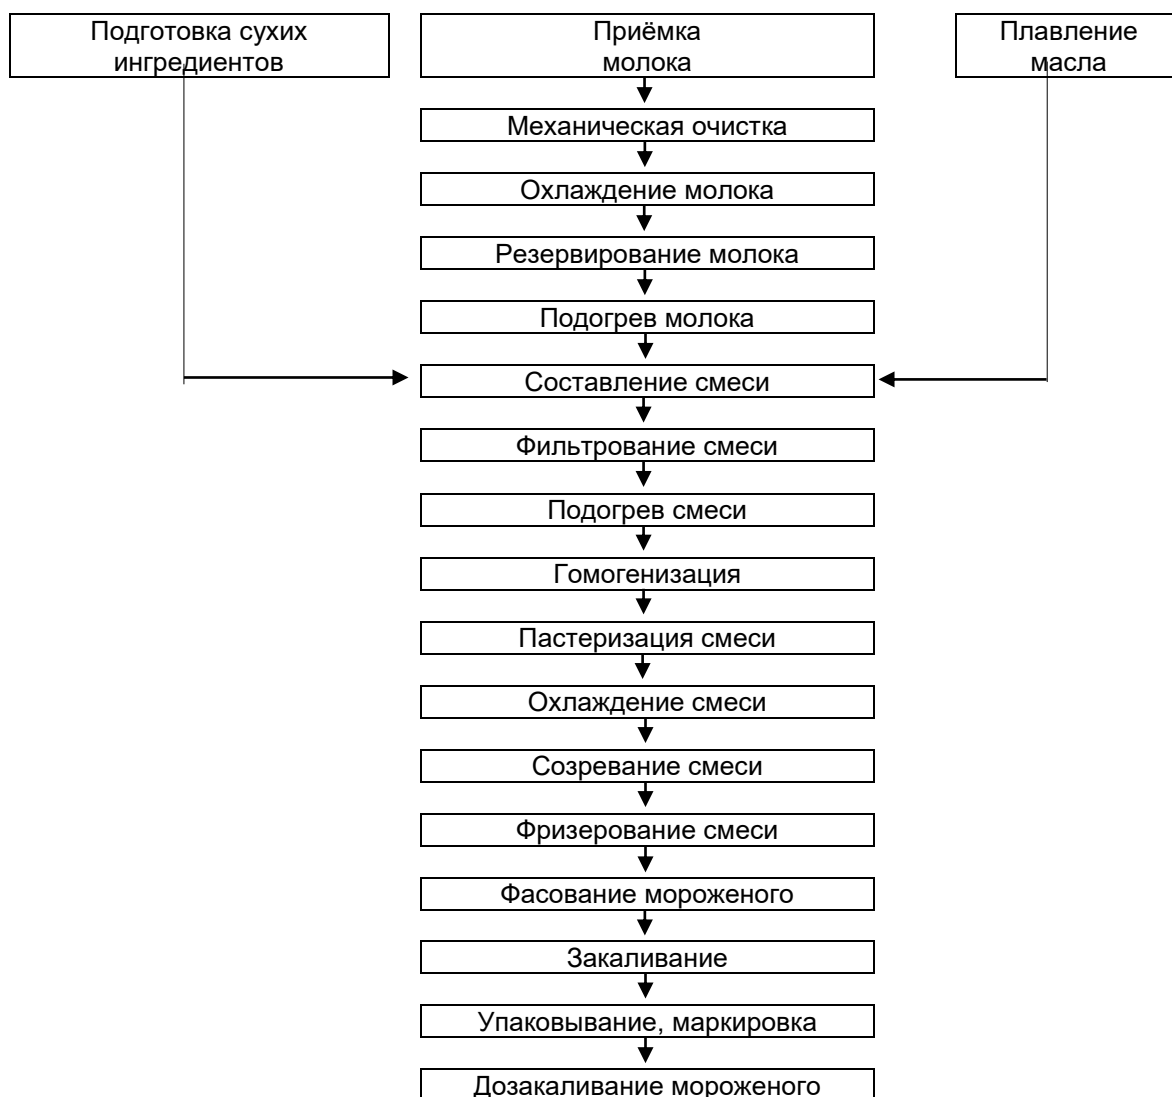 Подготовка сухих
ингредиентов
Приёмка
молока
Плавление
масла
Механическая очистка
Охлаждение молока
Резервирование молока
Подогрев молока
Составление смеси
Фильтрование смеси
Подогрев смеси
Гомогенизация
Пастеризация смеси
Охлаждение смеси
Созревание смеси
Фризерование смеси
Фасование мороженого
Закаливание
Упаковывание, маркировка
Дозакаливание мороженого